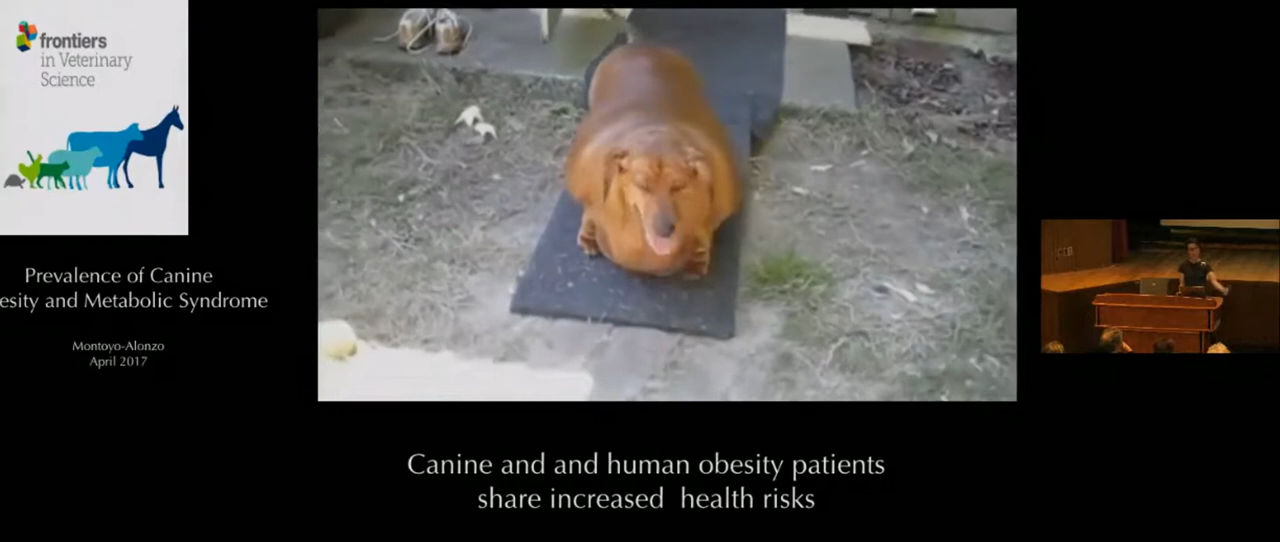 frontiers
in Veterinary
Science
Prevalence of Canine
esity and Metabolic Syndrome
Montoyo-Alonzo
April 2017
Canine and and human obesity patients
share increased  health risks